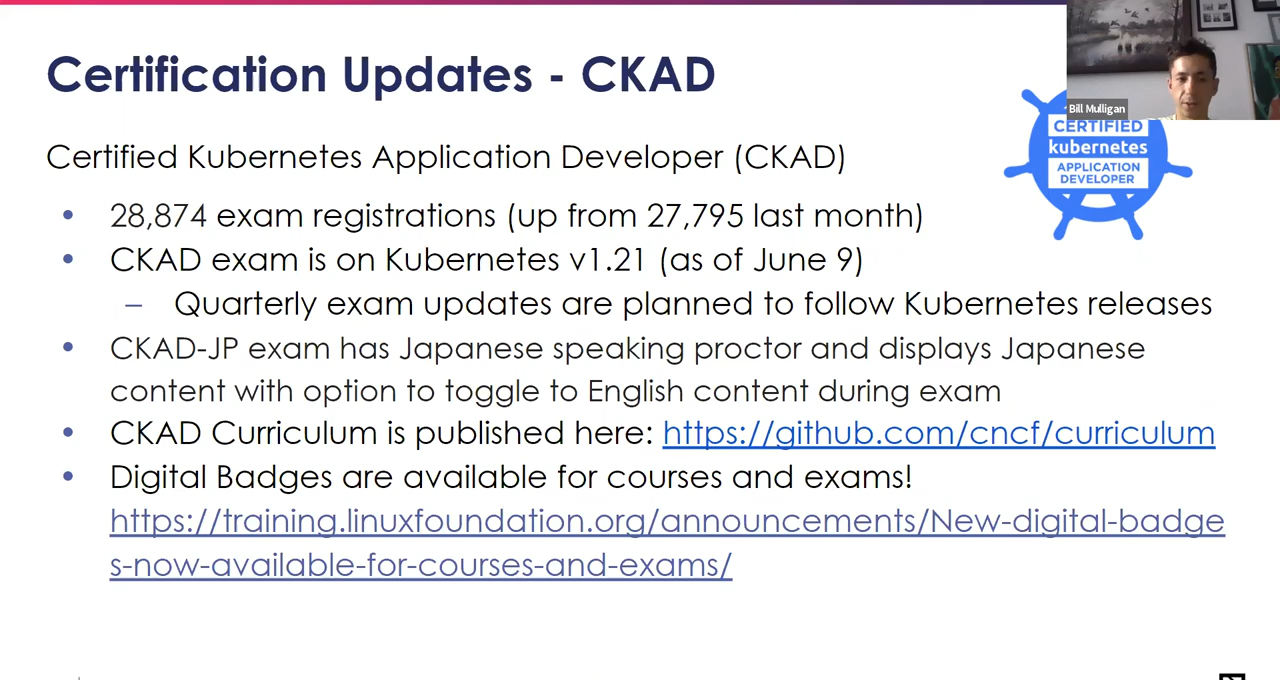 Certification Updates - CKAD
Bill Mulligan
CERTIFIED
kubernetes
APPLICATION
DEVELOPER
Certified Kubernetes Application Developer (CKAD)
• 28,874 exam registrations (up from 27,795 last month)
• CKAD exam is on Kubernetes v1.21 (as of June 9)
– Quarterly exam updates are planned to follow Kubernetes releases
• CKAD-JP exam has Japanese speaking proctor and displays Japanese
content with option to toggle to English content during exam
• CKAD Curriculum is published here: https://github.com/cncf/curriculum
• Digital Badges are available for courses and exams!
https://training.linuxfoundation.org/announcements/New-digital-badge
s-now-available-for-courses-and-exams/